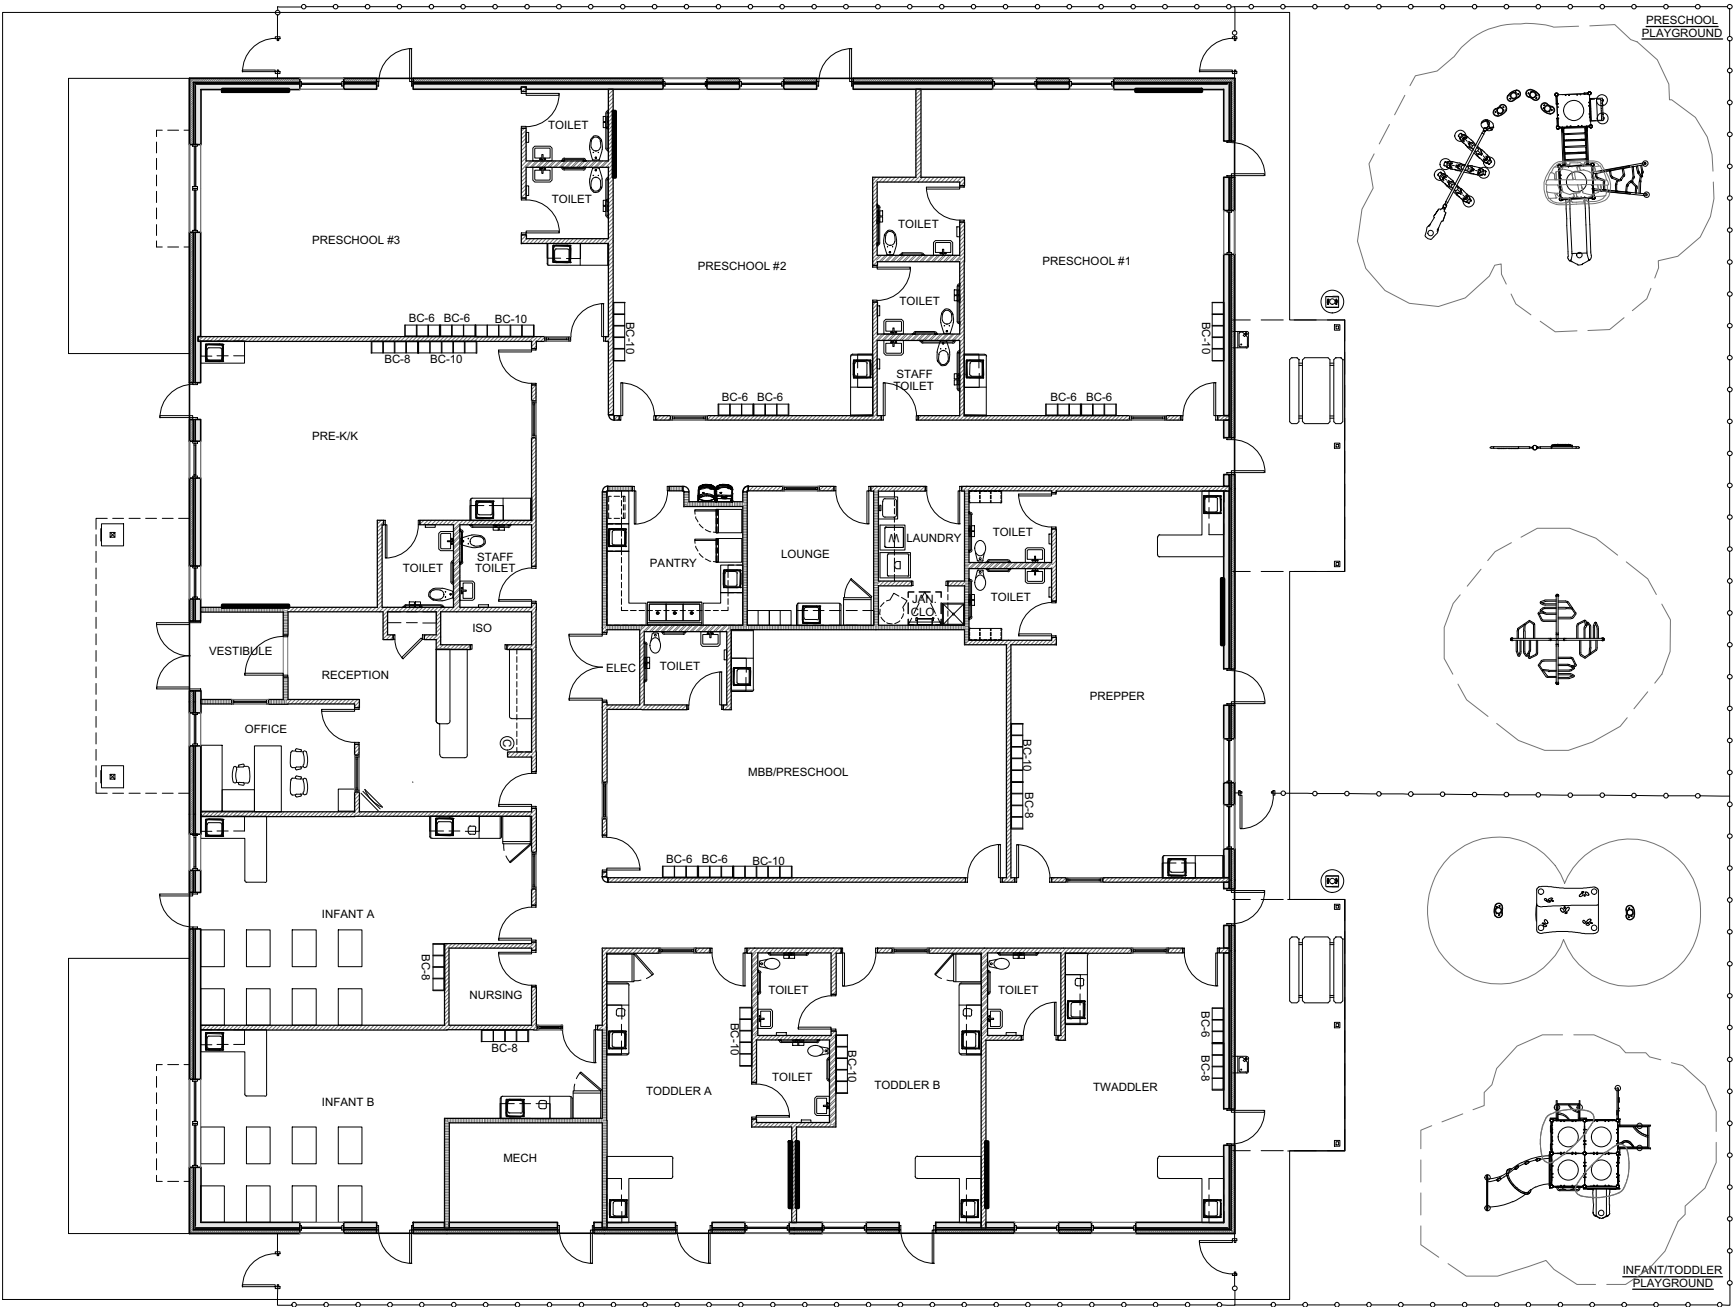 PRESCHOOL
PLAYGROUND
TOILET
TOILET
PRESCHOOL #3
TOILET
PRESCHOOL #2
PRESCHOOL #1
TOILET
BC-6 BC-6 BC-10
BC-10
BC-10
BC-8 BC-10
STAFF
TOILET
BC-6 BC-6
BC-6 BC-6
PRE-K/K
TOILET
STAFF
TOILET
PANTRY
LOUNGE
LAUNDRY
TOILET
JAN.
CLO.
TOILET
ISO
VESTIBULE
RECEPTION
ELEC
TOILET
PREPPER
OFFICE
C
BC-10
BC-8
MBB/PRESCHOOL
BC-6 BC-6 BC-10
INFANT A
BC-8
NURSING
TOILET
TOILET
BC-8
BC-10
BC-10
BC-6
BC-8
TOILET
INFANT B
TODDLER A
TODDLER B
TWADDLER
MECH
INFANT/TODDLER
PLAYGROUND